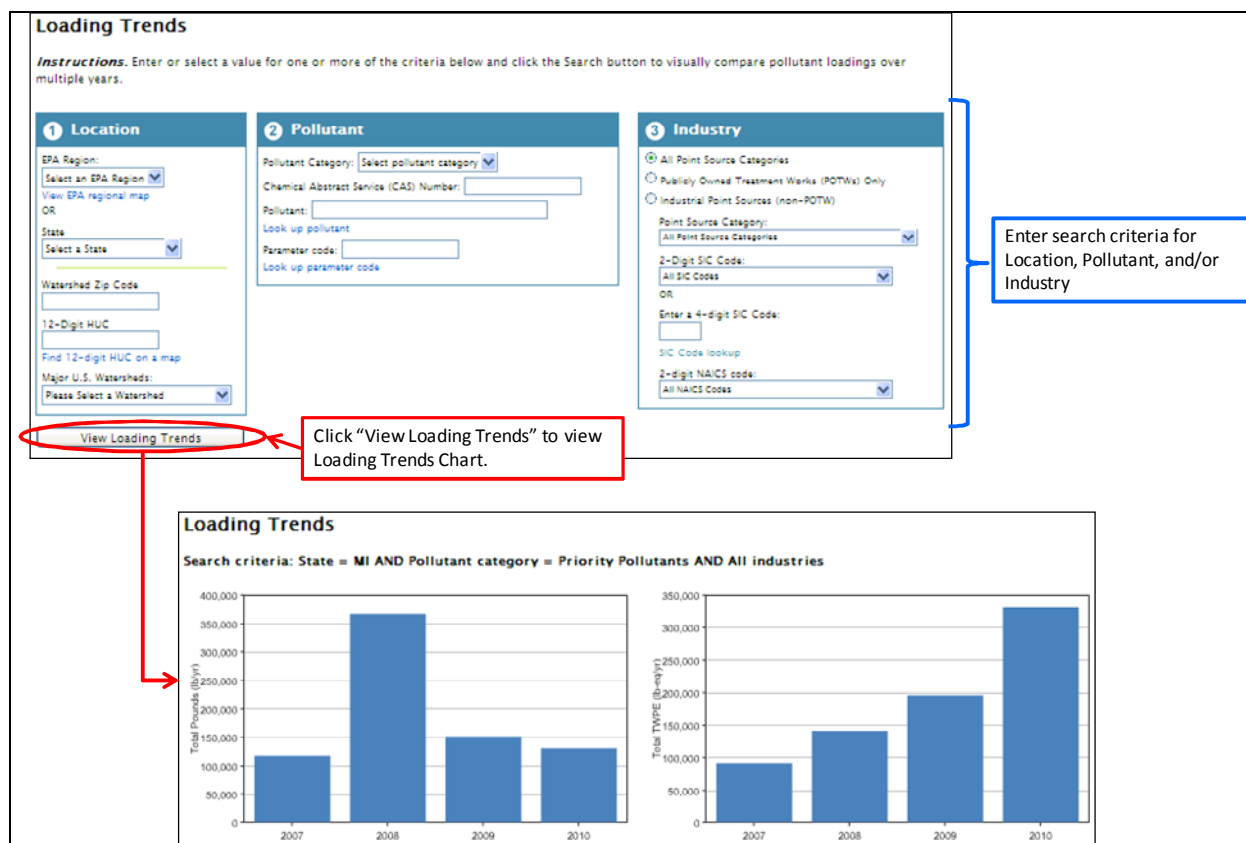 Loading Trends
Instructions. Enter or select a value for one or more of the criteria below and click the Search button to visually compare pollutant loadings over
multiple years.
1 Location
EPA Region:
Select an EPA Region
View EPA regional map
OR
State
Select a State
Watershed Zip Code
12-Digit HUC
Find 12-digit HUC on a map
Major U.S. Watersheds:
Please Select a Watershed
2 Pollutant
Pollutant Category: Select pollutant category
Chemical Abstract Service (CAS) Number:
Pollutant:
Look up pollutant
Parameter code:
Look up parameter code
3 Industry
All Point Source Categories
Publicly Owned Treatment Works (POTWs) Only
Industrial Point Sources (non-POTW)
Point Source Category:
All Point Source Categories
2-Digit SIC Code:
All SIC Codes
OR
Enter a 4-digit SIC Code:
SIC Code lookup
2-digit NAICS code:
All NAICS Codes
Enter search criteria for
Location, Pollutant, and/or
Industry
View Loading Trends
Click “View Loading Trends” to view
Loading Trends Chart.
Loading Trends
Search criteria: State = MI AND Pollutant category = Priority Pollutants AND All industries
Total Pounds (lb/yr)
400,000
350,000
300,000
250,000
200,000
150,000
100,000
50,000
0
2007 2008 2009 2010
Total TWPE (lb-eq/yr)
350,000
300,000
250,000
200,000
150,000
100,000
50,000
0
2007 2008 2009 2010